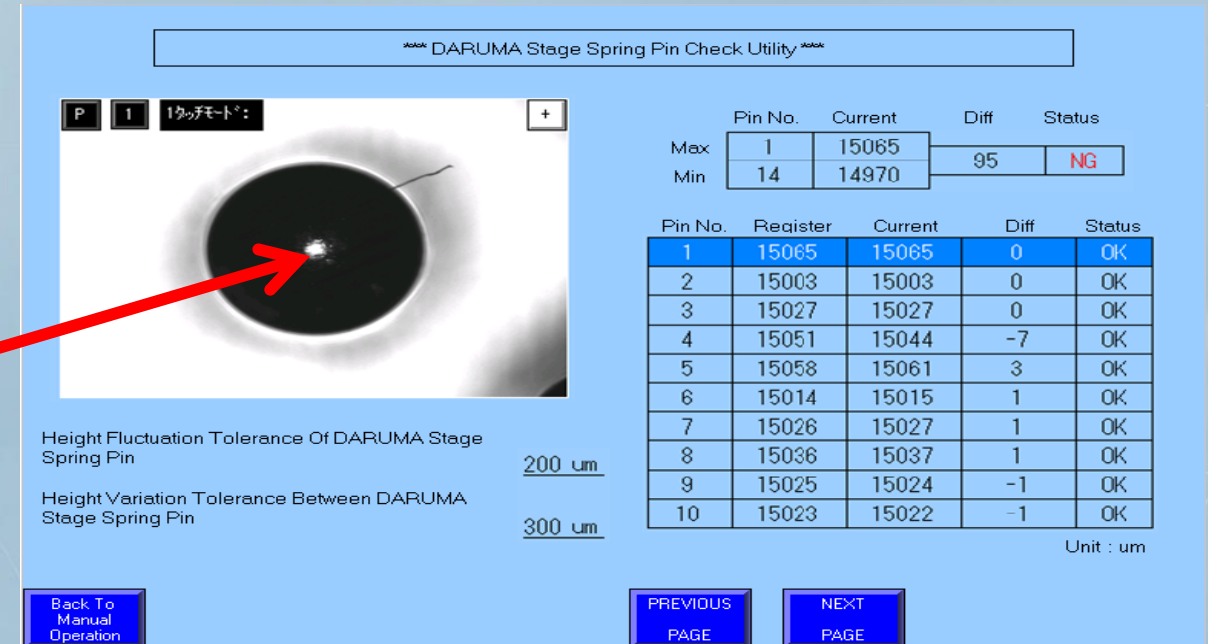 *** DARUMA Stage Spring Pin Check Utility ***
P 1 1ﾀｯﾁﾓｰﾄﾞ:
+
Pin No. Current Diff Status
Max 1 15065
95 NG
Min 14 14970
Pin No. Register Current Diff Status
1 15065 15065 0 OK
2 15003 15003 0 OK
3 15027 15027 0 OK
4 15051 15044 -7 OK
5 15058 15061 3 OK
6 15014 15015 1 OK
7 15026 15027 1 OK
8 15036 15037 1 OK
9 15025 15024 -1 OK
10 15023 15022 -1 OK
Unit : um
Height Fluctuation Tolerance Of DARUMA Stage
Spring Pin 200 um
Height Variation Tolerance Between DARUMA
Stage Spring Pin 300 um
Back To
Manual
Operation
PREVIOUS
PAGE
NEXT
PAGE